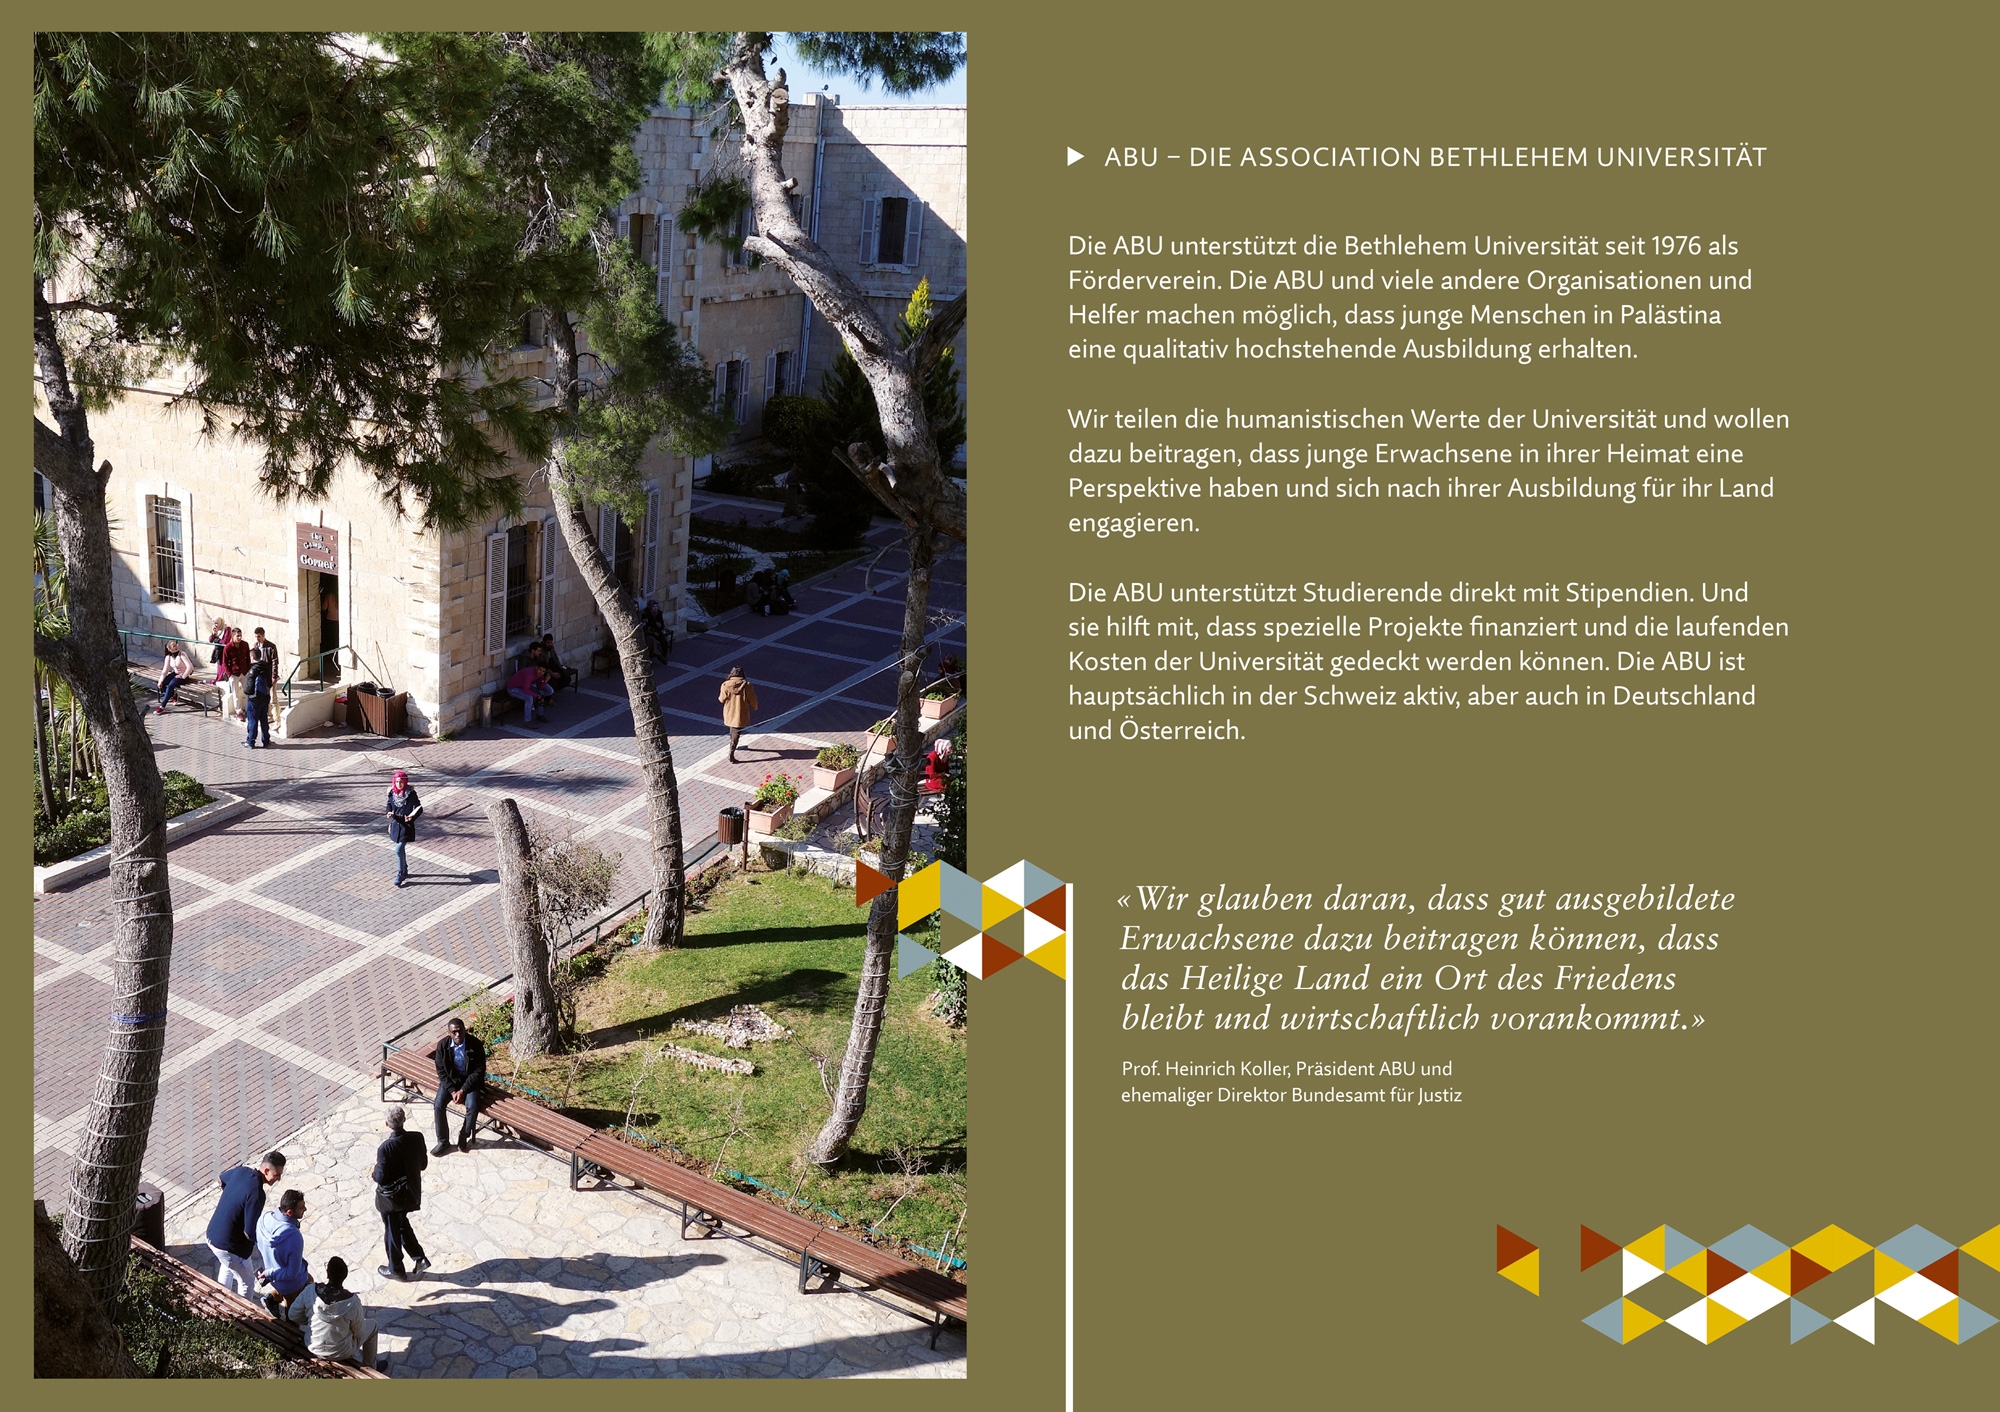 The
Campus
Corner
ABU – DIE ASSOCIATION BETHLEHEM UNIVERSITÄT
Die ABU unterstützt die Bethlehem Universität seit 1976 als
Förderverein. Die ABU und viele andere Organisationen und
Helfer machen möglich, dass junge Menschen in Palästina
eine qualitativ hochstehende Ausbildung erhalten.
Wir teilen die humanistischen Werte der Universität und wollen
dazu beitragen, dass junge Erwachsene in ihrer Heimat eine
Perspektive haben und sich nach ihrer Ausbildung für ihr Land
engagieren.
Die ABU unterstützt Studierende direkt mit Stipendien. Und
sie hilft mit, dass spezielle Projekte finanziert und die laufenden
Kosten der Universität gedeckt werden können. Die ABU ist
hauptsächlich in der Schweiz aktiv, aber auch in Deutschland
und Österreich.
«Wir glauben daran, dass gut ausgebildete
Erwachsene dazu beitragen können, dass
das Heilige Land ein Ort des Friedens
bleibt und wirtschaftlich vorankommt.»
Prof. Heinrich Koller, Präsident ABU und
ehemaliger Direktor Bundesamt für Justiz